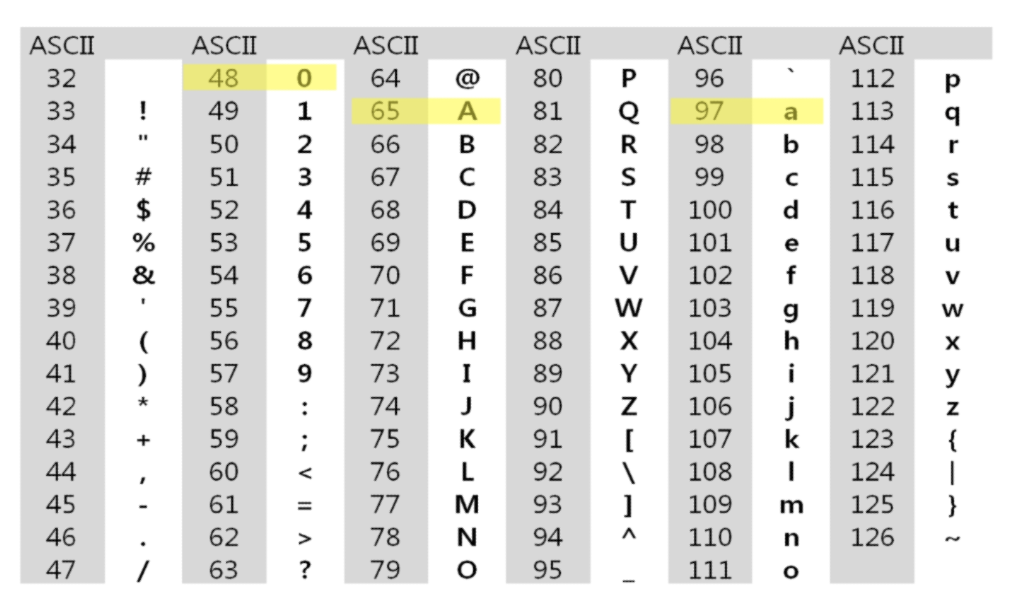 ASCII ASCII ASCII ASCII ASCII ASCII
32 48 0 64 @ 80 P 96 ` 112 p
33 ! 49 1 65 A 81 Q 97 a 113 q
34 " 50 2 66 B 82 R 98 b 114 r
35 # 51 3 67 C 83 S 99 c 115 s
36 $ 52 4 68 D 84 T 100 d 116 t
37 % 53 5 69 E 85 U 101 e 117 u
38 & 54 6 70 F 86 V 102 f 118 v
39 ' 55 7 71 G 87 W 103 g 119 w
40 ( 56 8 72 H 88 X 104 h 120 x
41 ) 57 9 73 I 89 Y 105 i 121 y
42 * 58 : 74 J 90 Z 106 j 122 z
43 + 59 ; 75 K 91 [ 107 k 123 {
44 , 60 < 76 L 92 \ 108 l 124 |
45 - 61 = 77 M 93 ] 109 m 125 }
46 . 62 > 78 N 94 ^ 110 n 126 ~
47 / 63 ? 79 O 95 _ 111 o